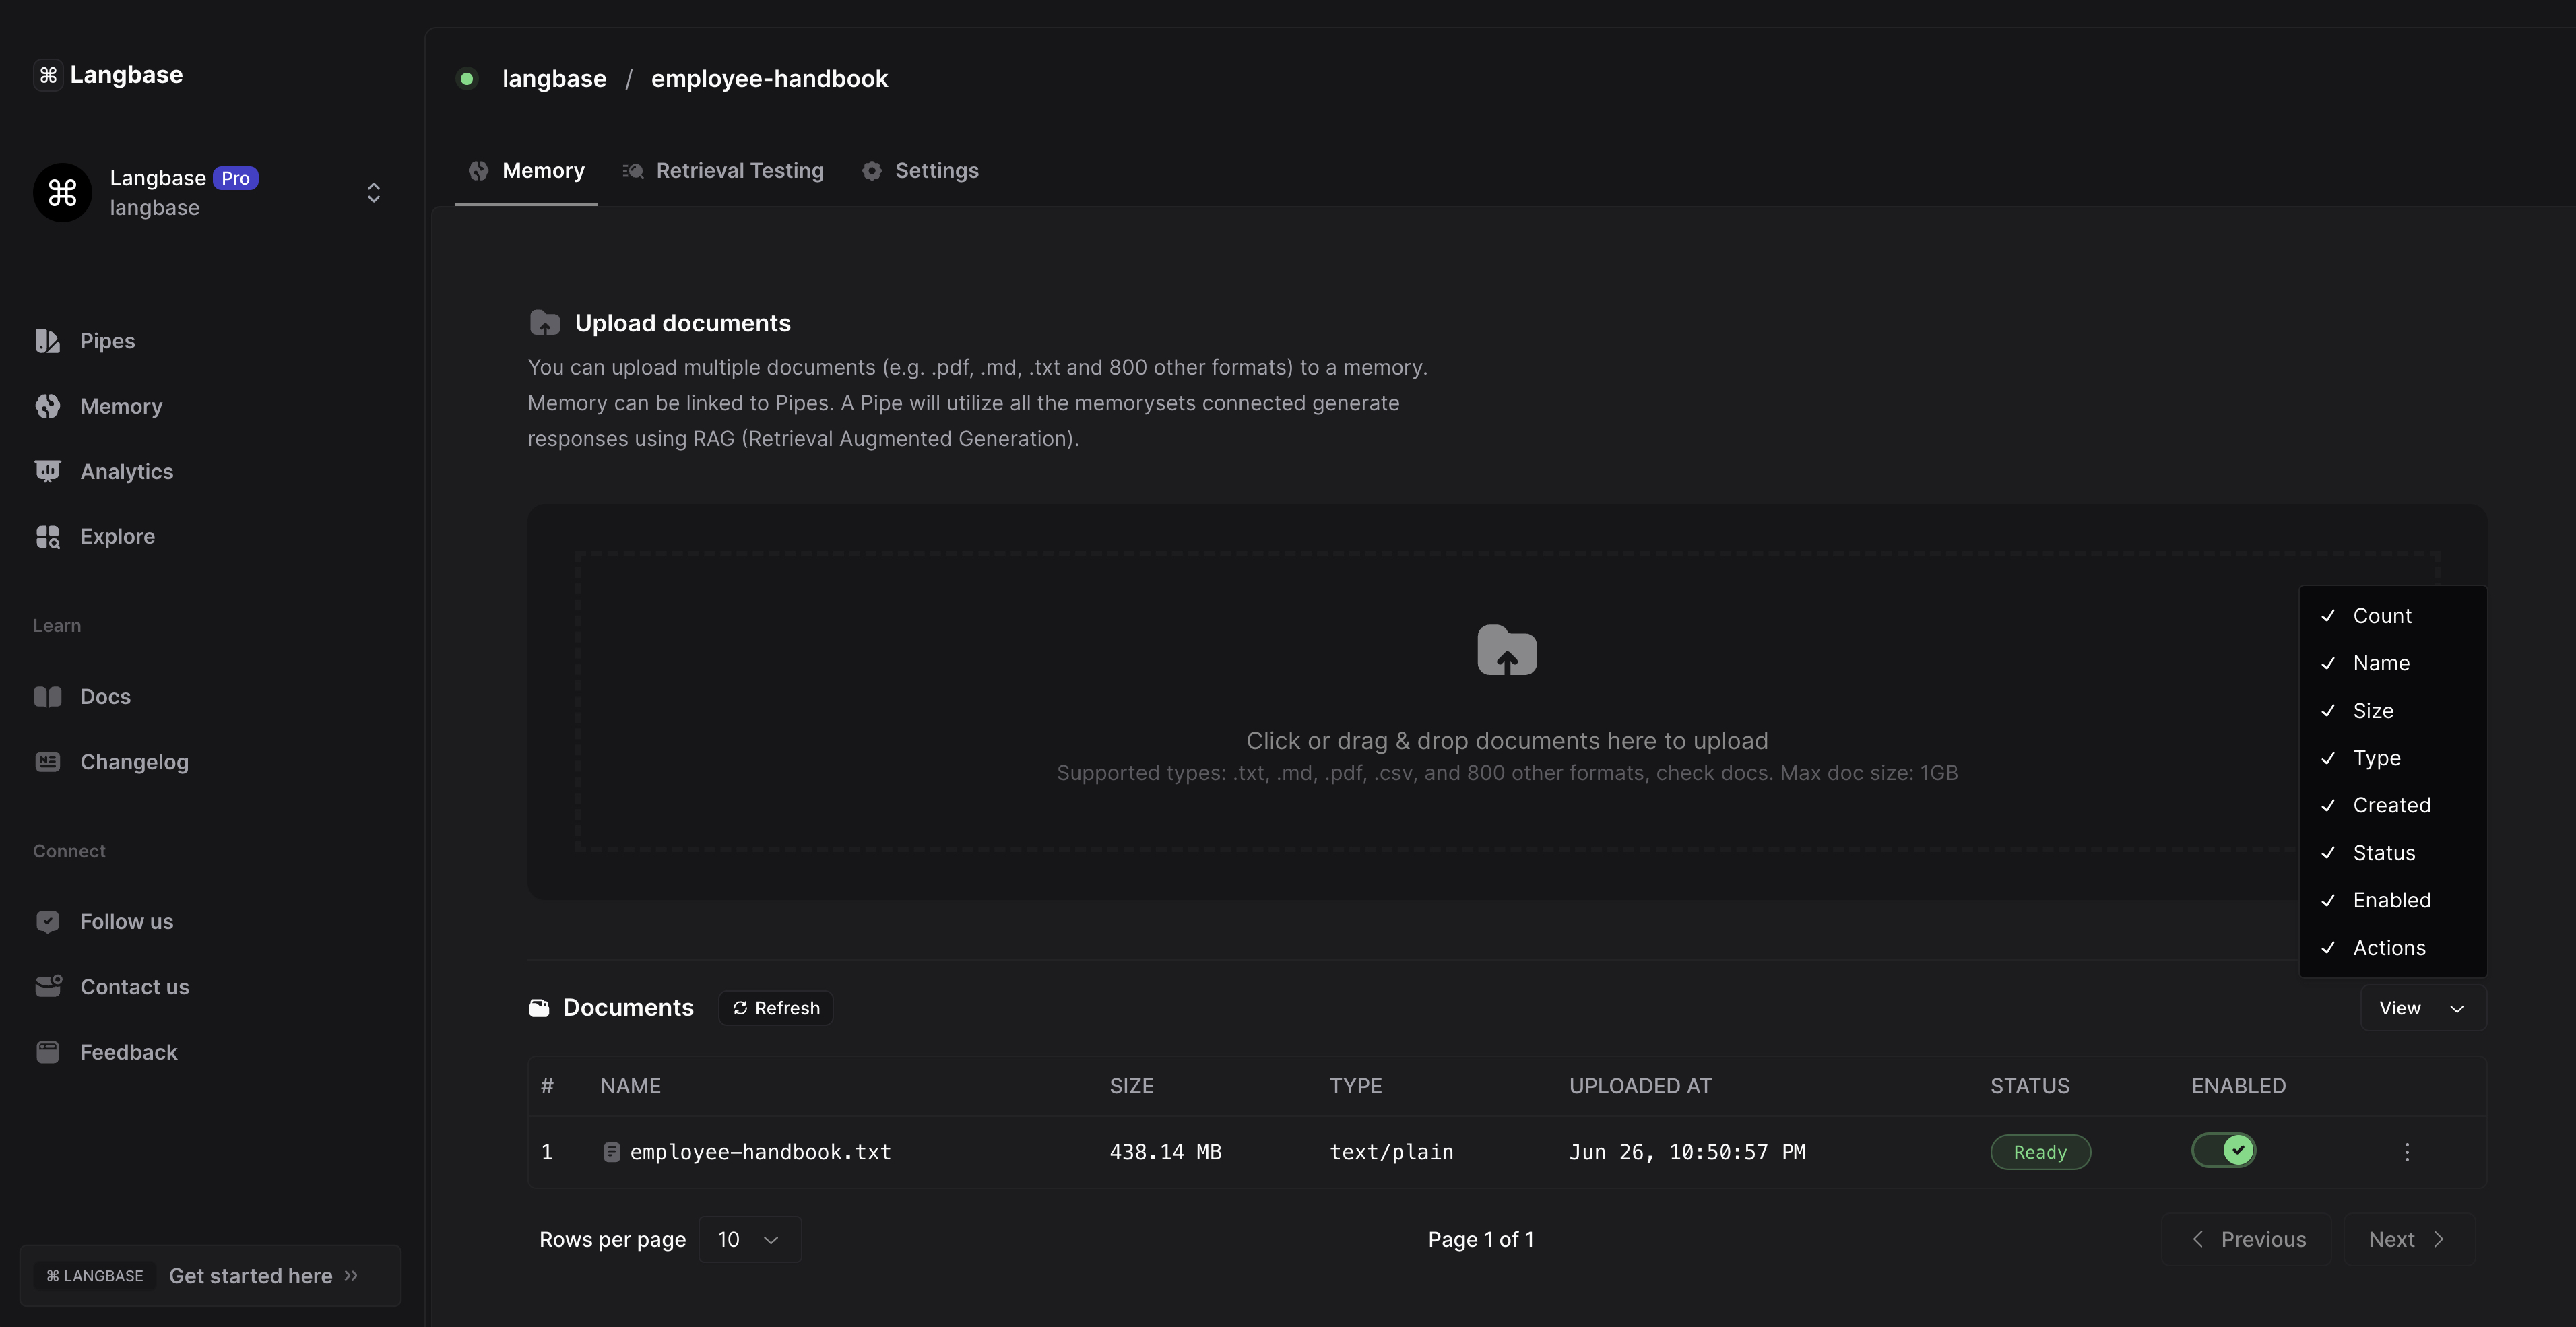 Langbase
Langbase Pro
langbase
Pipes
Memory
Analytics
Explore
Learn
Docs
Changelog
Connect
Follow us
Contact us
Feedback
⌘ LANGBASE Get started here »
langbase / employee-handbook
Memory Retrieval Testing Settings
Upload documents
You can upload multiple documents (e.g. .pdf, .md, .txt and 800 other formats) to a memory.
Memory can be linked to Pipes. A Pipe will utilize all the memorysets connected generate
responses using RAG (Retrieval Augmented Generation).
Click or drag & drop documents here to upload
Supported types: .txt, .md, .pdf, .csv, and 800 other formats, check docs. Max doc size: 1GB
Count
Name
Size
Type
Created
Status
Enabled
Actions
Documents Refresh View
# NAME SIZE TYPE UPLOADED AT STATUS ENABLED
1 employee-handbook.txt 438.14 MB text/plain Jun 26, 10:50:57 PM Ready
Rows per page 10 Page 1 of 1 Previous Next